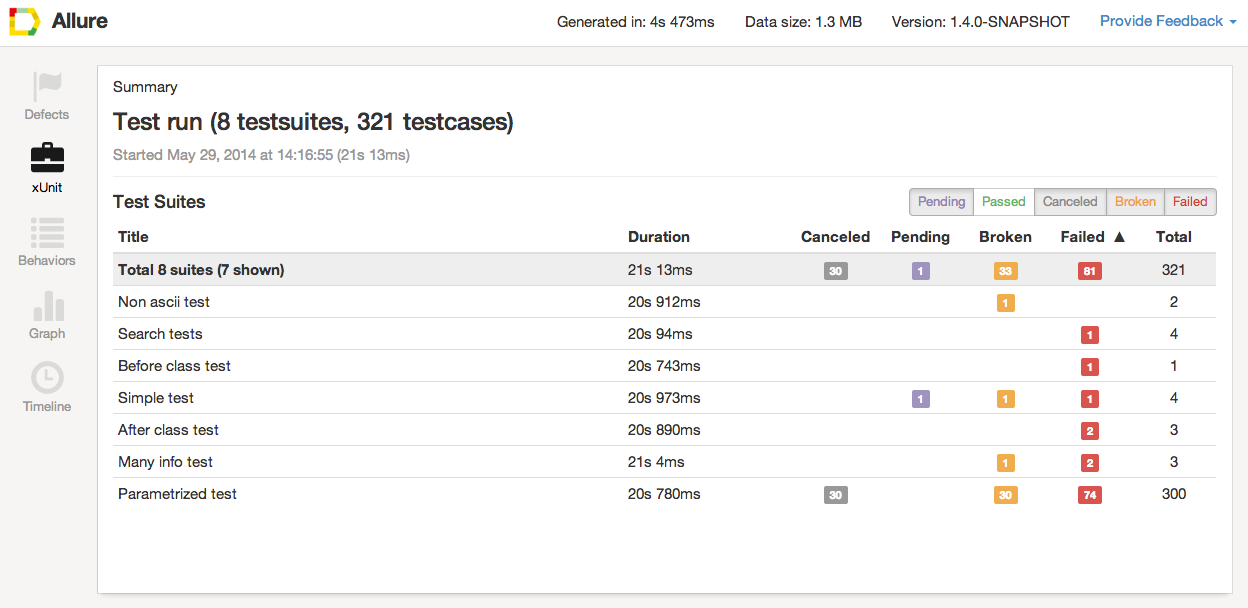 Allure Generated in: 4s 473ms Data size: 1.3 MB Version: 1.4.0-SNAPSHOT Provide Feedback
Defects
xUnit
Behaviors
Graph
Timeline
Summary
Test run (8 testsuites, 321 testcases)
Started May 29, 2014 at 14:16:55 (21s 13ms)
Test Suites Pending Passed Canceled Broken Failed
Title Duration Canceled Pending Broken Failed ▲ Total
Total 8 suites (7 shown) 21s 13ms 30 1 33 81 321
Non ascii test 20s 912ms 1 2
Search tests 20s 94ms 1 4
Before class test 20s 743ms 1 1
Simple test 20s 973ms 1 1 1 4
After class test 20s 890ms 2 3
Many info test 21s 4ms 1 2 3
Parametrized test 20s 780ms 30 30 74 300